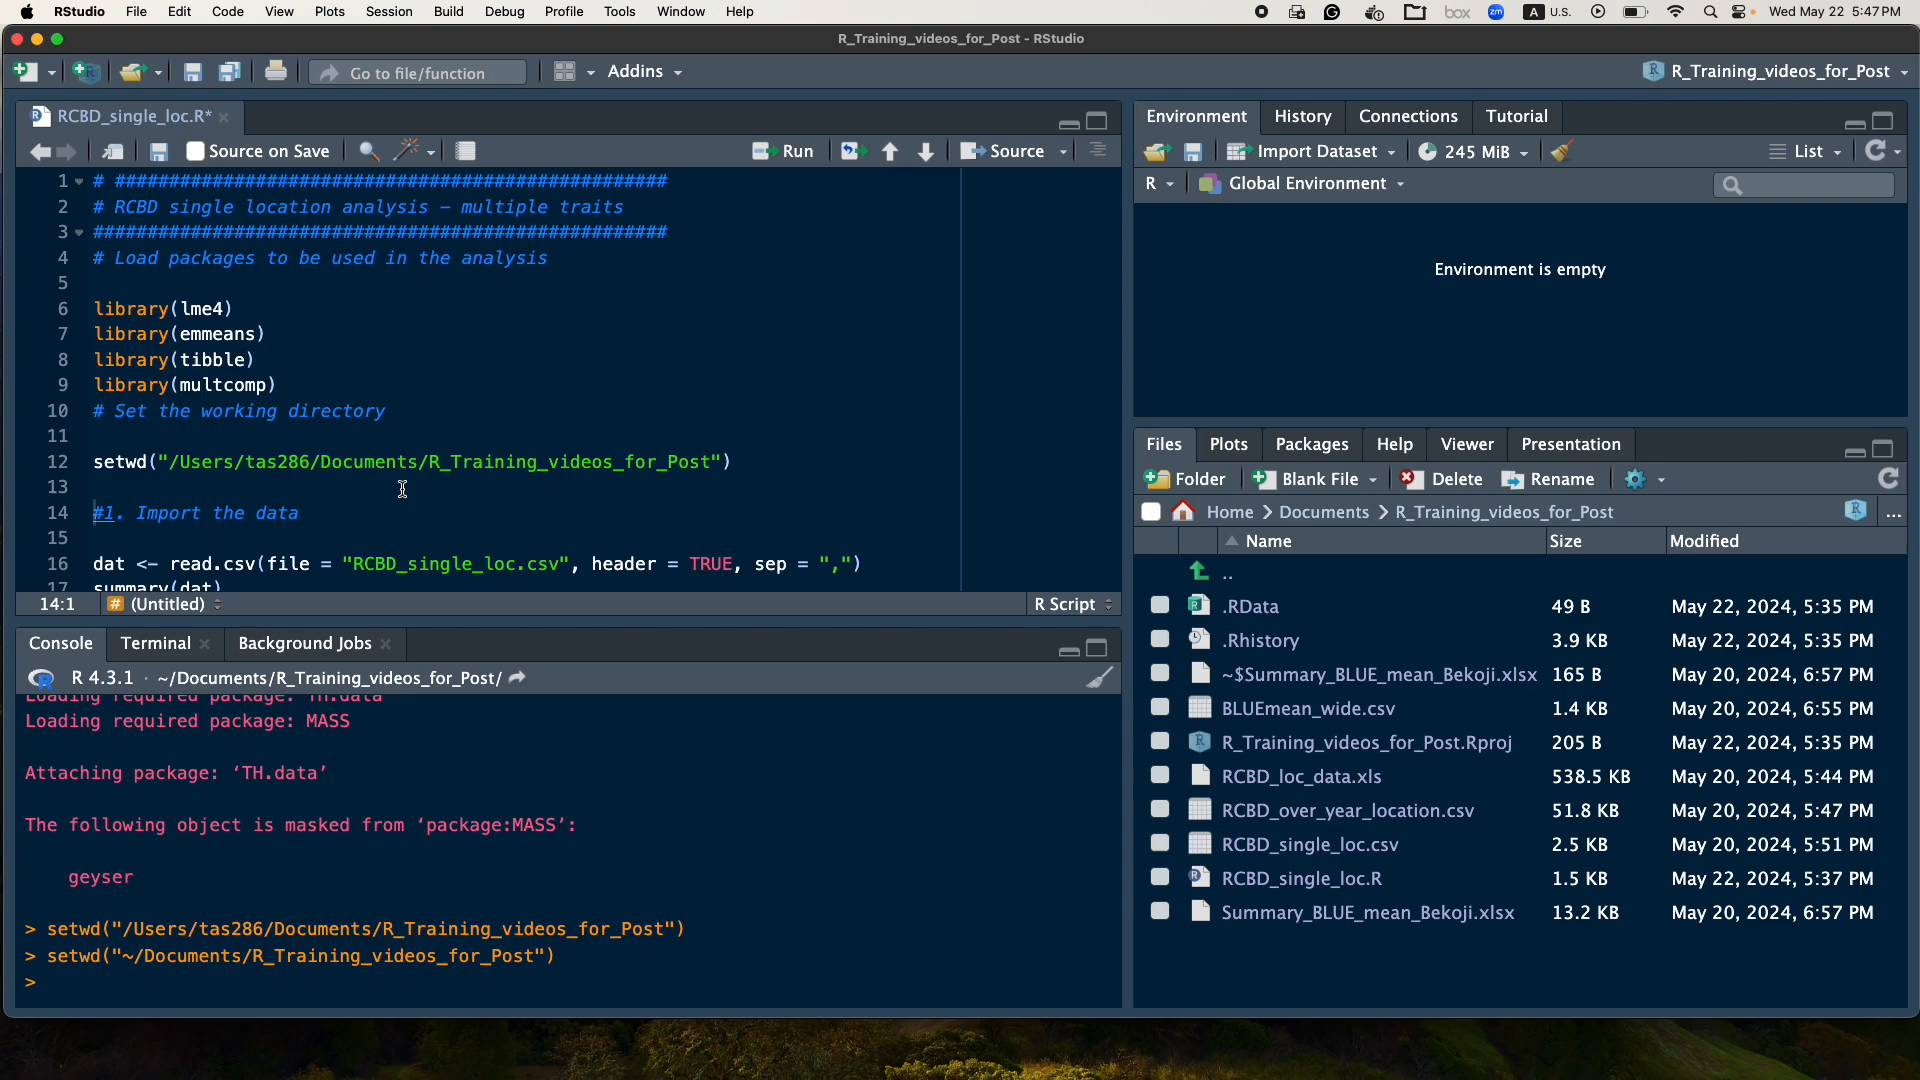 RStudio File Edit Code View Plots Session Build Debug Profile Tools Window Help box zm A U.S. Wed May 22 5:47 PM
R_Training_videos_for_Post - RStudio
Go to file/function Addins R_Training_videos_for_Post
RCBD_single_loc.R*
Source on Save Run Source
1 # ###################################################
2 # RCBD single location analysis – multiple traits
3 #####################################################
4 # Load packages to be used in the analysis
5
6 library(lme4)
7 library(emmeans)
8 library(tibble)
9 library(multcomp)
10 # Set the working directory
11
12 setwd("/Users/tas286/Documents/R_Training_videos_for_Post")
13
14 #1. Import the data
15
16 dat <- read.csv(file = "RCBD_single_loc.csv", header = TRUE, sep = ",")
17 summary(dat)
14:1 # (Untitled) R Script
Console Terminal Background Jobs
R 4.3.1 · ~/Documents/R_Training_videos_for_Post/
Loading required package: TH.data
Loading required package: MASS
Attaching package: ‘TH.data’
The following object is masked from ‘package:MASS’:
geyser
> setwd("/Users/tas286/Documents/R_Training_videos_for_Post")
> setwd("~/Documents/R_Training_videos_for_Post")
>
Environment History Connections Tutorial
Import Dataset 245 MiB List
R Global Environment
Environment is empty
Files Plots Packages Help Viewer Presentation
Folder Blank File Delete Rename
Home > Documents > R_Training_videos_for_Post ...
Name Size Modified
..
.RData 49 B May 22, 2024, 5:35 PM
.Rhistory 3.9 KB May 22, 2024, 5:35 PM
~$Summary_BLUE_mean_Bekoji.xlsx 165 B May 20, 2024, 6:57 PM
BLUEmean_wide.csv 1.4 KB May 20, 2024, 6:55 PM
R_Training_videos_for_Post.Rproj 205 B May 22, 2024, 5:35 PM
RCBD_loc_data.xls 538.5 KB May 20, 2024, 5:44 PM
RCBD_over_year_location.csv 51.8 KB May 20, 2024, 5:47 PM
RCBD_single_loc.csv 2.5 KB May 20, 2024, 5:51 PM
RCBD_single_loc.R 1.5 KB May 22, 2024, 5:37 PM
Summary_BLUE_mean_Bekoji.xlsx 13.2 KB May 20, 2024, 6:57 PM